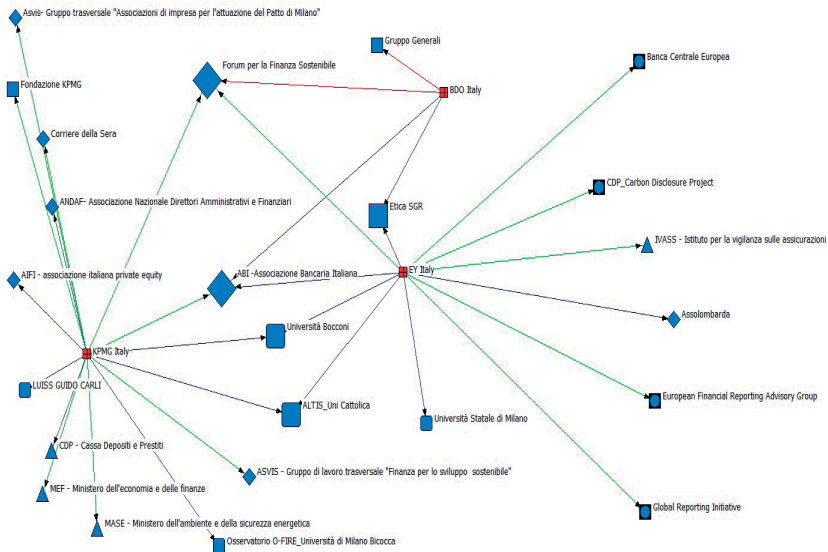 Asvis- Gruppo trasversale "Associazioni di impresa per l'attuazione del Patto di Milano"
Gruppo Generali
Banca Centrale Europea
Forum per la Finanza Sostenibile
Fondazione KPMG
BDO Italy
Corriere della Sera
CDP_Carbon Disclosure Project
ANDAF- Associazione Nazionale Direttori Amministrativi e Finanziari
Etica SGR
IVASS - Istituto per la vigilanza sulle assicurazioni
AIFI - associazione italiana private equity
ABI -Associazione Bancaria Italiana
EY Italy
Assolombarda
Università Bocconi
KPMG Italy
LUISS GUIDO CARLI
European Financial Reporting Advisory Group
ALTIS_Uni Cattolica
Università Statale di Milano
CDP - Cassa Depositi e Prestiti
ASVIS - Gruppo di lavoro trasversale "Finanza per lo sviluppo sostenibile"
MEF - Ministero dell'economia e delle finanze
Global Reporting Initiative
MASE - Ministero dell'ambiente e della sicurezza energetica
Osservatorio O-FIRE_Università di Milano Bicocca